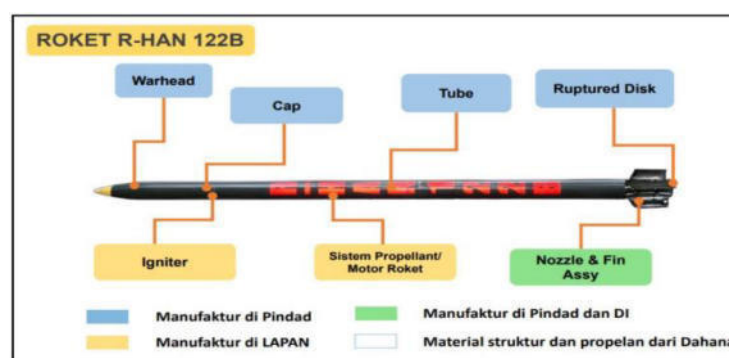 ROKET R-HAN 122B
Warhead
Cap
Tube
Ruptured Disk
Igniter
Sistem Propellant/
Motor Roket
Nozzle & Fin
Assy
Manufaktur di Pindad
Manufaktur di Pindad dan DI
Manufaktur di LAPAN
Material struktur dan propelan dari Dahana